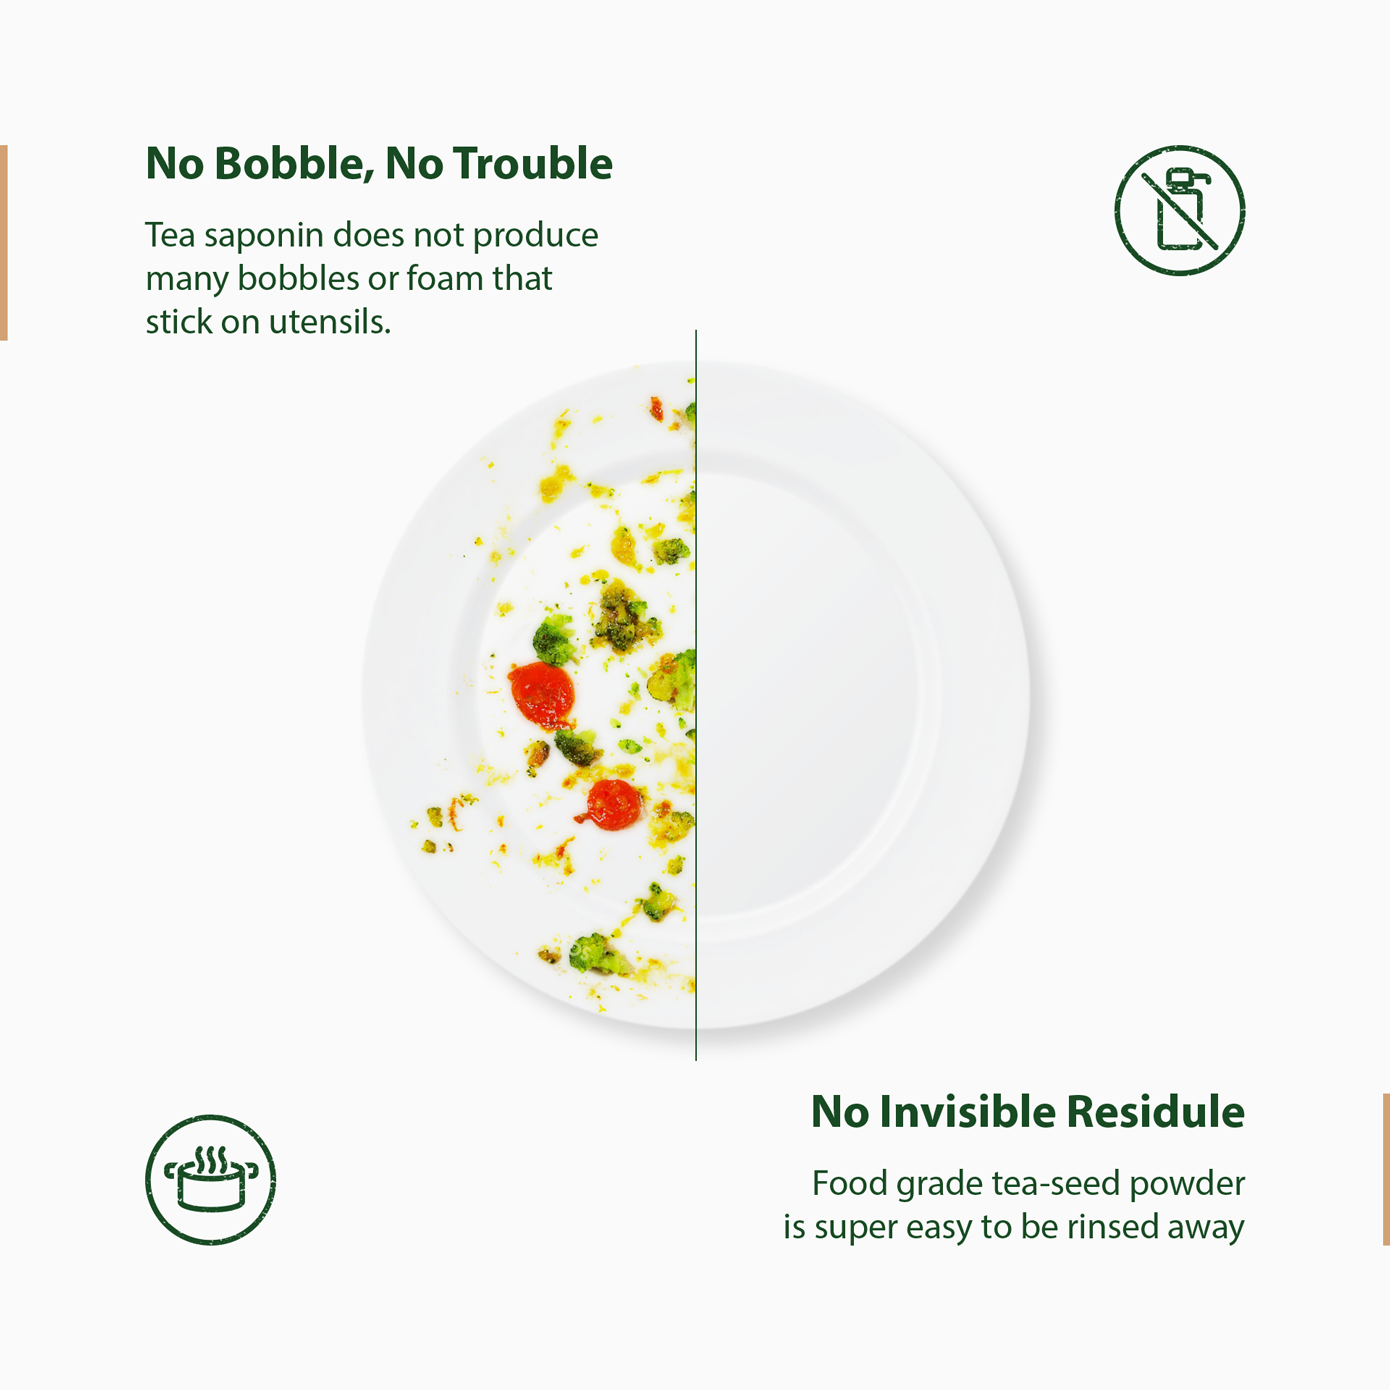 No Bobble, No Trouble
Tea saponin does not produce
many bobbles or foam that
stick on utensils.
No Invisible Residule
Food grade tea-seed powder
is super easy to be rinsed away